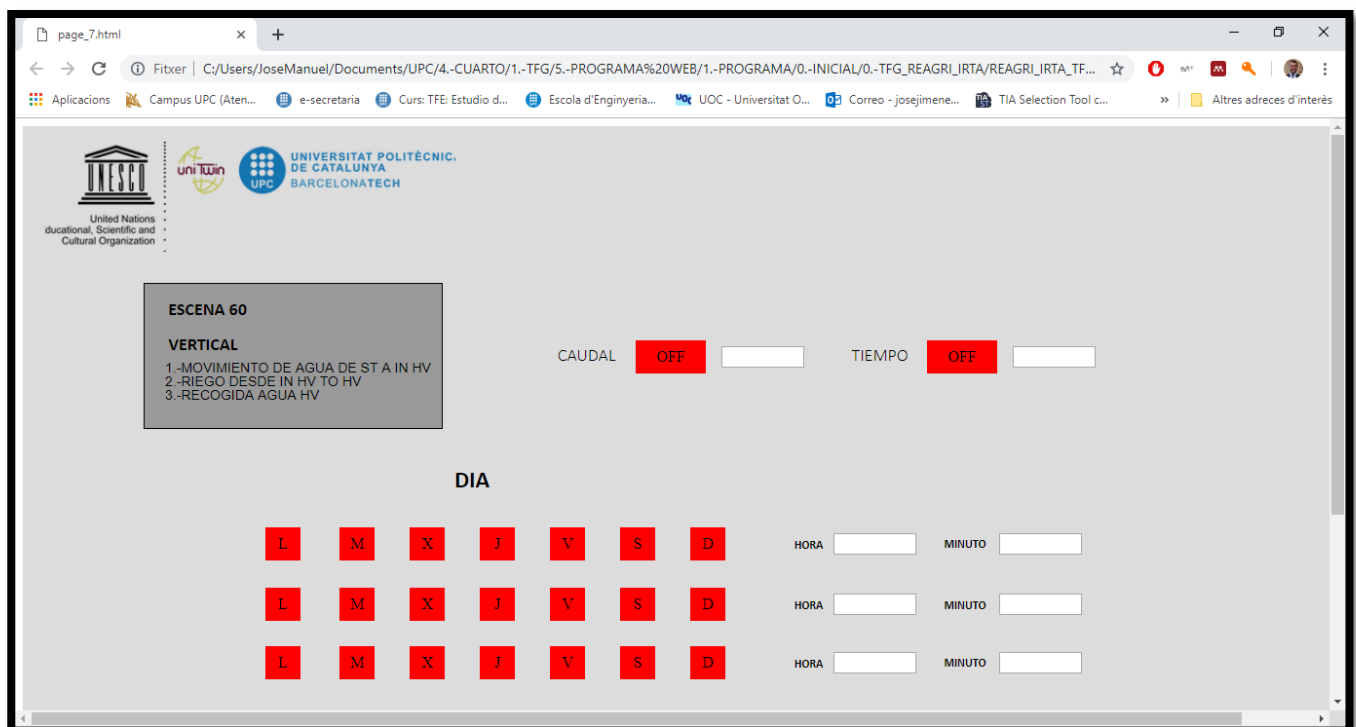 page_7.html
Fitxer | C:/Users/JoseManuel/Documents/UPC/4.-CUARTO/1.-TFG/5.-PROGRAMA%20WEB/1.-PROGRAMA/0.-INICIAL/0.-TFG_REAGRI_IRTA/REAGRI_IRTA_TF...
Aplicacions Campus UPC (Aten... e-secretaria Curs: TFE: Estudio d... Escola d'Enginyeria... UOC - Universitat O... Correo - josejimene... TIA Selection Tool c... » Altres adreces d'interès
UNESCO
United Nations
ducational, Scientific and
Cultural Organization
uniTwin
UPC
UNIVERSITAT POLITÈCNIC.
DE CATALUNYA
BARCELONATECH
ESCENA 60
VERTICAL
1.-MOVIMIENTO DE AGUA DE ST A IN HV
2.-RIEGO DESDE IN HV TO HV
3.-RECOGIDA AGUA HV
CAUDAL OFF TIEMPO OFF
DIA
L M X J V S D HORA MINUTO
L M X J V S D HORA MINUTO
L M X J V S D HORA MINUTO